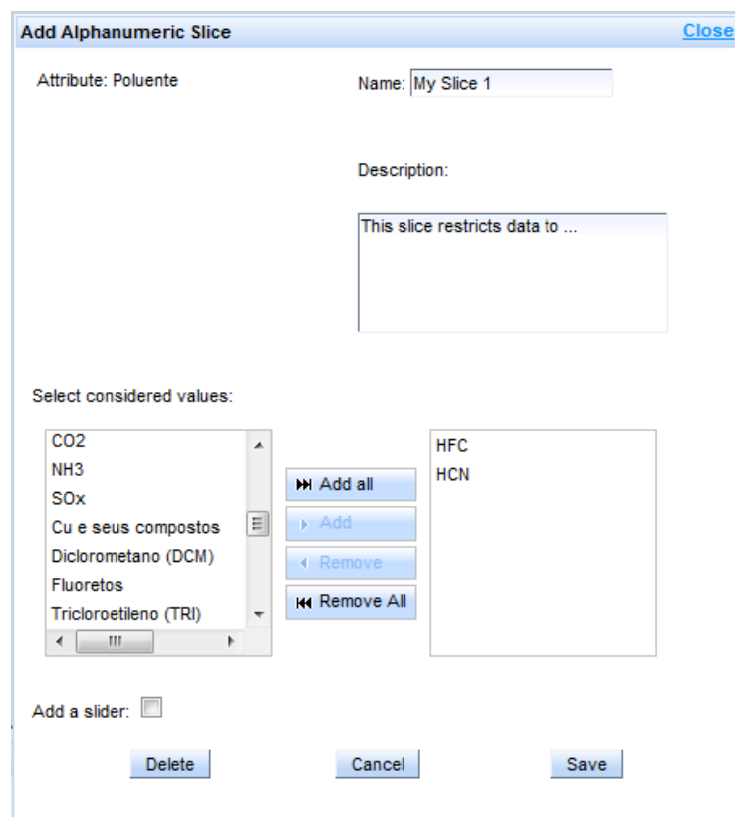 Add Alphanumeric Slice Close
Attribute: Poluente
Name: My Slice 1
Description:
This slice restricts data to ...
Select considered values:
CO2
NH3
SOx
Cu e seus compostos
Diclorometano (DCM)
Fluoretos
Tricloroetileno (TRI)
Add all
Add
Remove
Remove All
HFC
HCN
Add a slider:
Delete Cancel Save